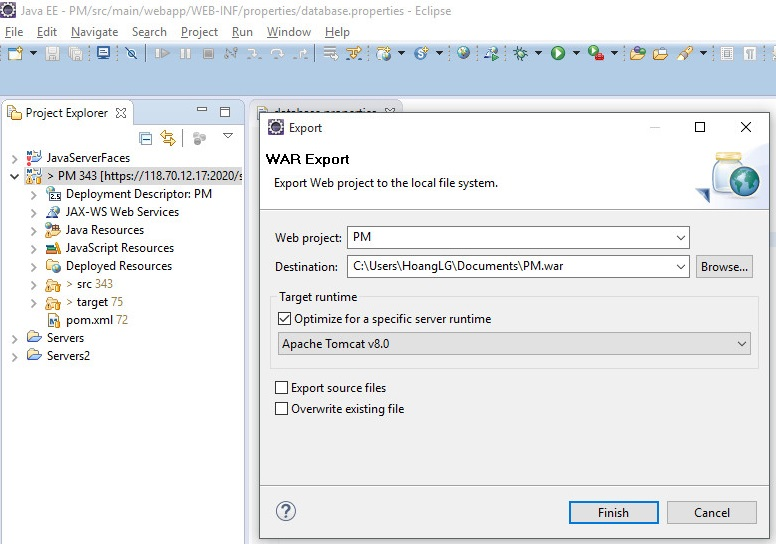 Java EE - PM/src/main/webapp/WEB-INF/properties/database.properties - Eclipse
File Edit Navigate Search Project Run Window Help
Project Explorer
database.properties
JavaServerFaces
> PM 343 [https://118.70.12.17:2020/s
Deployment Descriptor: PM
JAX-WS Web Services
Java Resources
JavaScript Resources
Deployed Resources
> src 343
> target 75
pom.xml 72
Servers
Servers2
Export
WAR Export
Export Web project to the local file system.
Web project: PM
Destination: C:\Users\HoangLG\Documents\PM.war Browse...
Target runtime
Optimize for a specific server runtime
Apache Tomcat v8.0
Export source files
Overwrite existing file
Finish Cancel